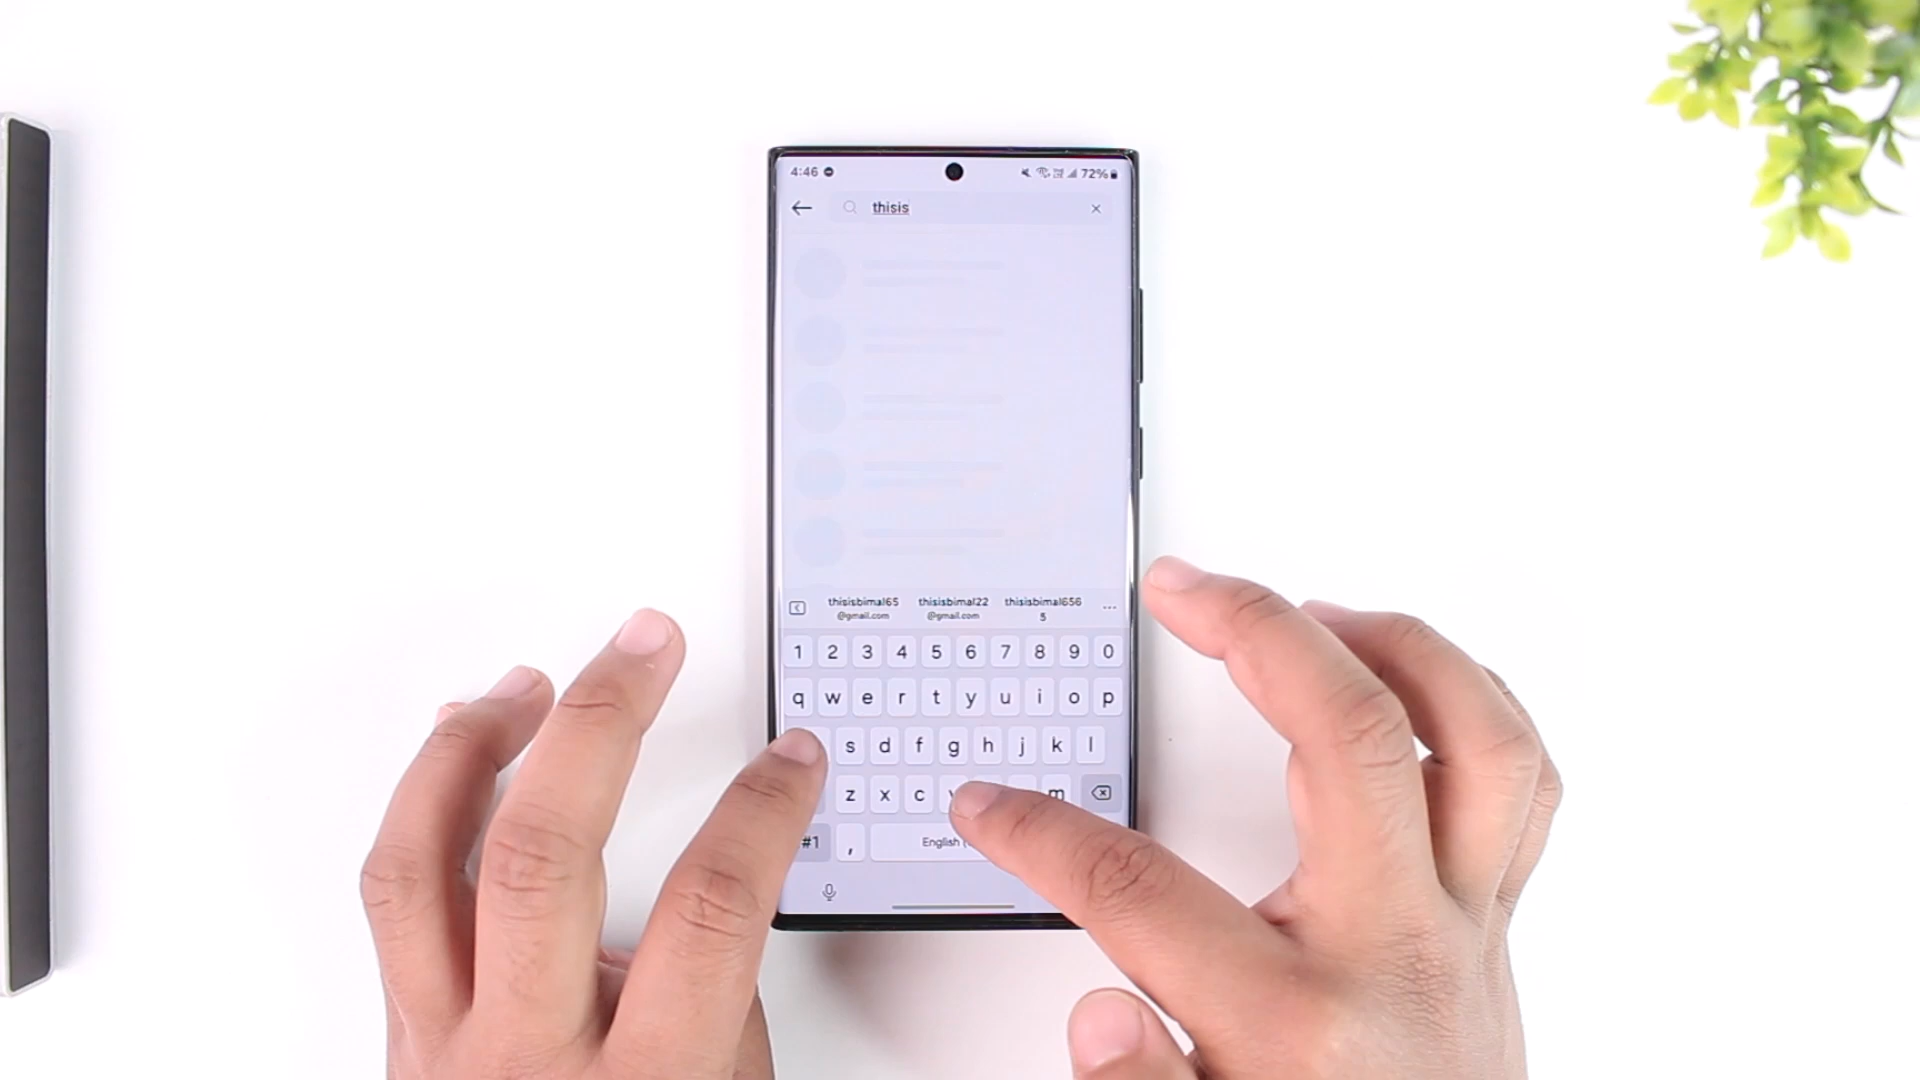 4:46 72%
thisis
thisisbimal65 thisisbimal22 thisisbimal656
@gmail.com @gmail.com 5
1 2 3 4 5 6 7 8 9 0
q w e r t y u i o p
s d f g h j k l
z x c v m
#1 , English